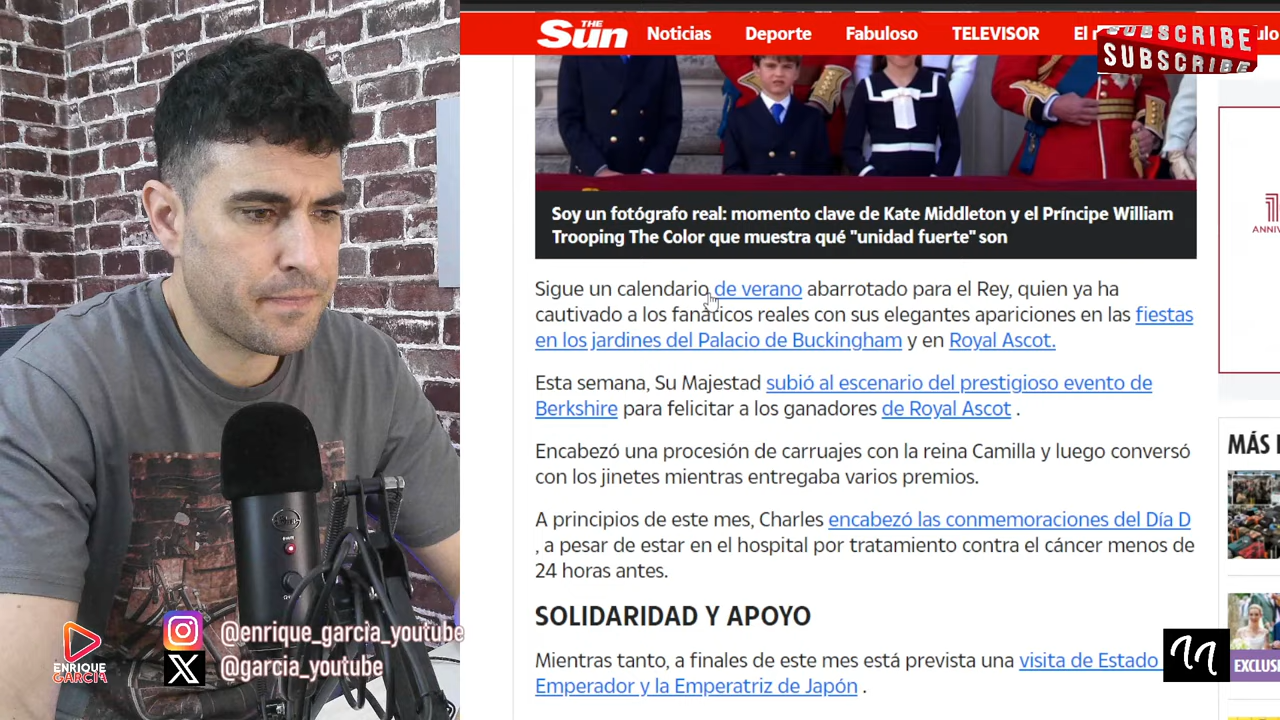 THE
Sun
Noticias
Deporte
Fabuloso
TELEVISOR
El
SUBSCRIBE
SUBSCRIBE
Soy un fotógrafo real: momento clave de Kate Middleton y el Príncipe William
Trooping The Color que muestra qué "unidad fuerte" son
Sigue un calendario de verano abarrotado para el Rey, quien ya ha
cautivado a los fanáticos reales con sus elegantes apariciones en las fiestas
en los jardines del Palacio de Buckingham y en Royal Ascot.
Esta semana, Su Majestad subió al escenario del prestigioso evento de
Berkshire para felicitar a los ganadores de Royal Ascot .
Encabezó una procesión de carruajes con la reina Camilla y luego conversó
con los jinetes mientras entregaba varios premios.
A principios de este mes, Charles encabezó las conmemoraciones del Día D
, a pesar de estar en el hospital por tratamiento contra el cáncer menos de
24 horas antes.
SOLIDARIDAD Y APOYO
Mientras tanto, a finales de este mes está prevista una visita de Estado
Emperador y la Emperatriz de Japón .
MÁS
@enrique_garcia_youtube
@garcia_youtube
ENRIQUE
GARCIA